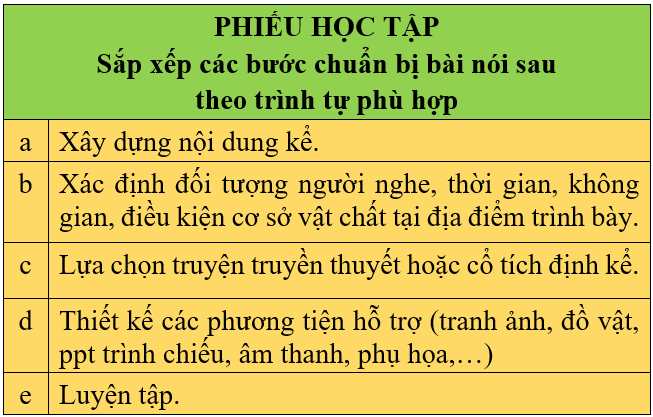 PHIẾU HỌC TẬP
Sắp xếp các bước chuẩn bị bài nói sau
theo trình tự phù hợp
a Xây dựng nội dung kể.
b Xác định đối tượng người nghe, thời gian, không
gian, điều kiện cơ sở vật chất tại địa điểm trình bày.
c Lựa chọn truyện truyền thuyết hoặc cổ tích định kể.
d Thiết kế các phương tiện hỗ trợ (tranh ảnh, đồ vật,
ppt trình chiếu, âm thanh, phụ họa,…)
e Luyện tập.